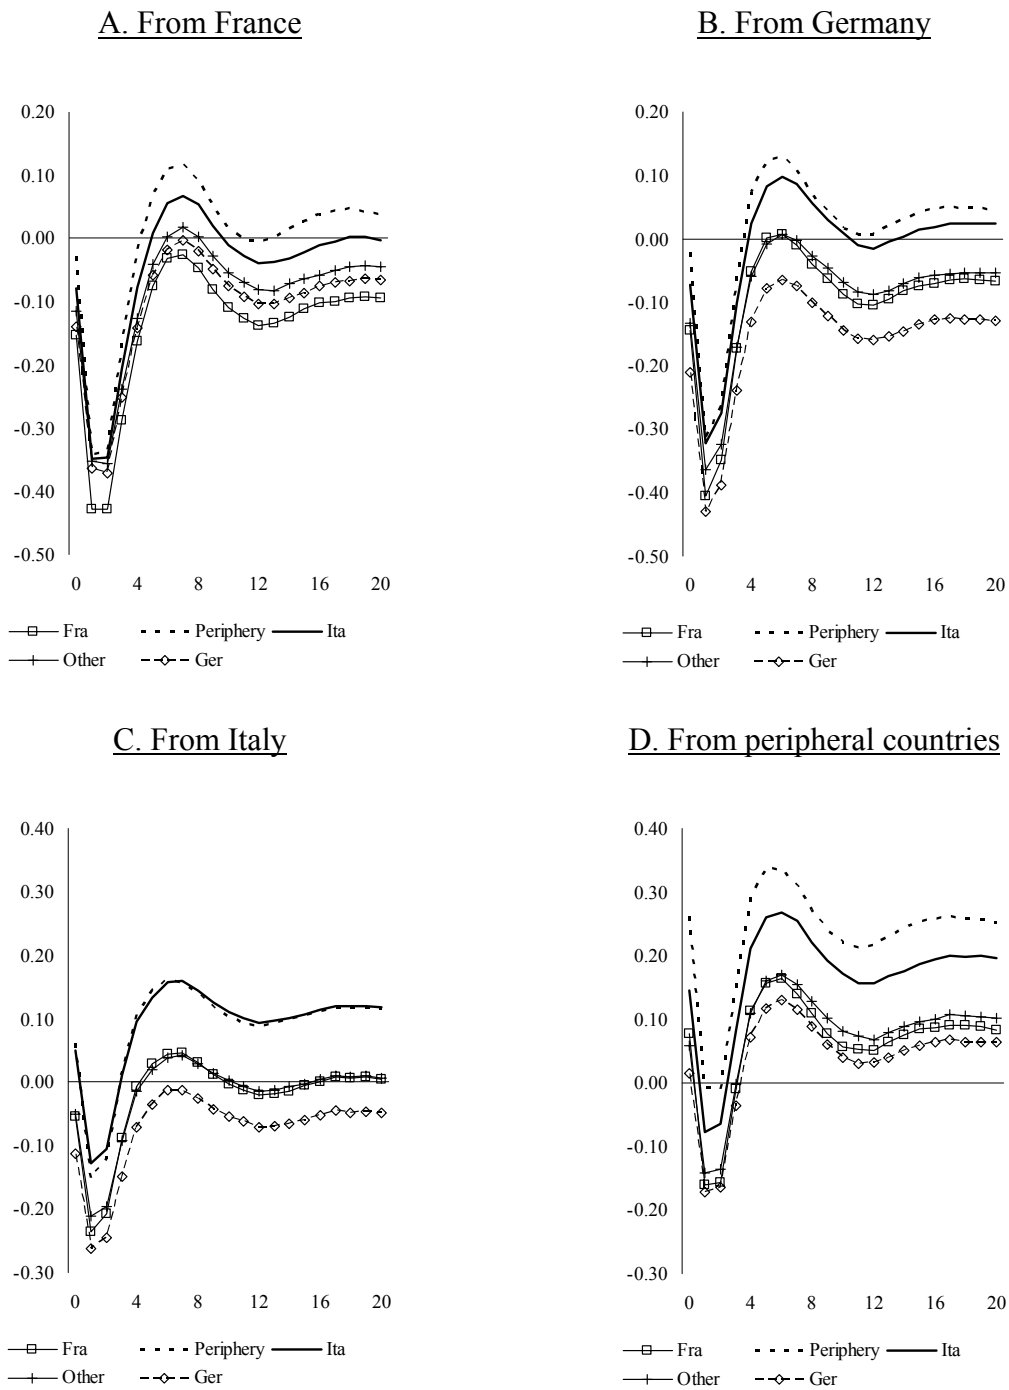 A. From France
B. From Germany
0.20
0.10
0.00
-0.10
-0.20
-0.30
-0.40
-0.50
0 4 8 12 16 20
Fra Periphery Ita
Other Ger
0.20
0.10
0.00
-0.10
-0.20
-0.30
-0.40
-0.50
0 4 8 12 16 20
Fra Periphery Ita
Other Ger
C. From Italy
D. From peripheral countries
0.40
0.30
0.20
0.10
0.00
-0.10
-0.20
-0.30
0 4 8 12 16 20
Fra Periphery Ita
Other Ger
0.40
0.30
0.20
0.10
0.00
-0.10
-0.20
-0.30
0 4 8 12 16 20
Fra Periphery Ita
Other Ger